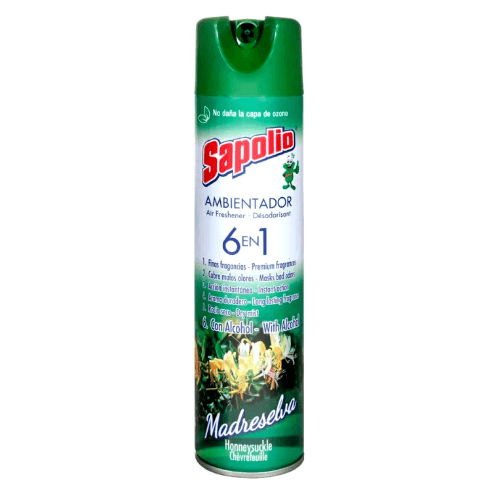 No daña la capa de ozono
Sapolio
AMBIENTADOR
Air Freshener - Désodorisant
6 EN 1
1. Finas fragancias - Premium fragrances
2. Cubre malos olores - Masks bad odors
3. Acción instantánea - Instant action
4. Aroma duradero - Long lasting fragrance
5. Rocío seco - Dry mist
6. Con Alcohol - With Alcohol
Madreselva
Honneysuckle
Chèvrefeuille